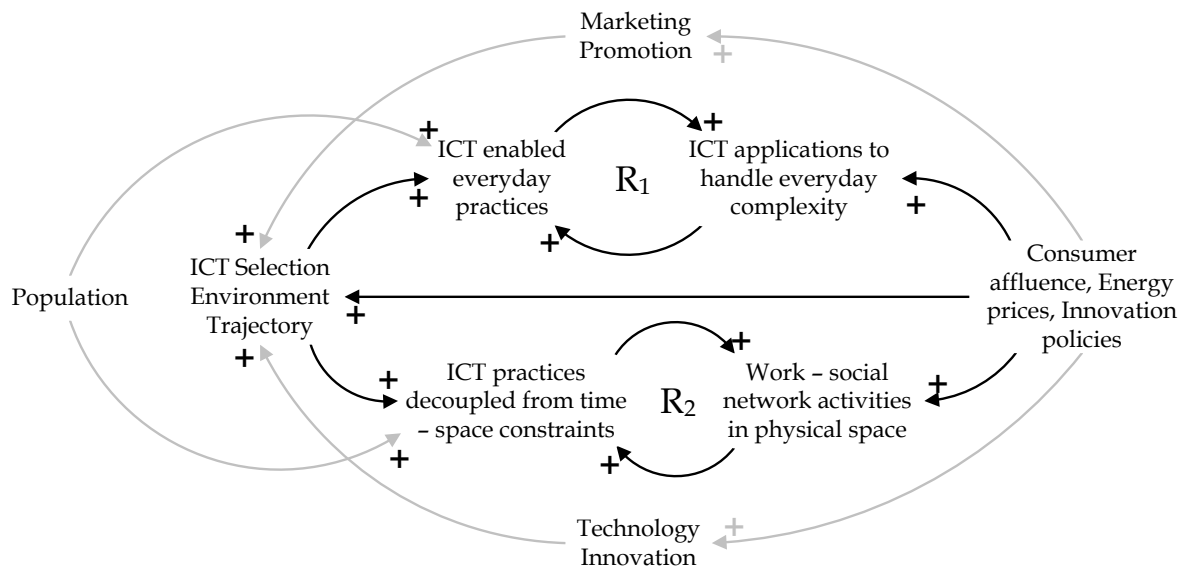 Marketing
Promotion
+
+
+
ICT enabled
everyday
practices
R1
ICT applications to
handle everyday
complexity
+
+
+
+
ICT Selection
Environment
Trajectory
Population
Consumer
affluence, Energy
prices, Innovation
policies
+
+
+
+
+
ICT practices
decoupled from time
– space constraints
R2
Work – social
network activities
in physical space
+
+
+
Technology
Innovation